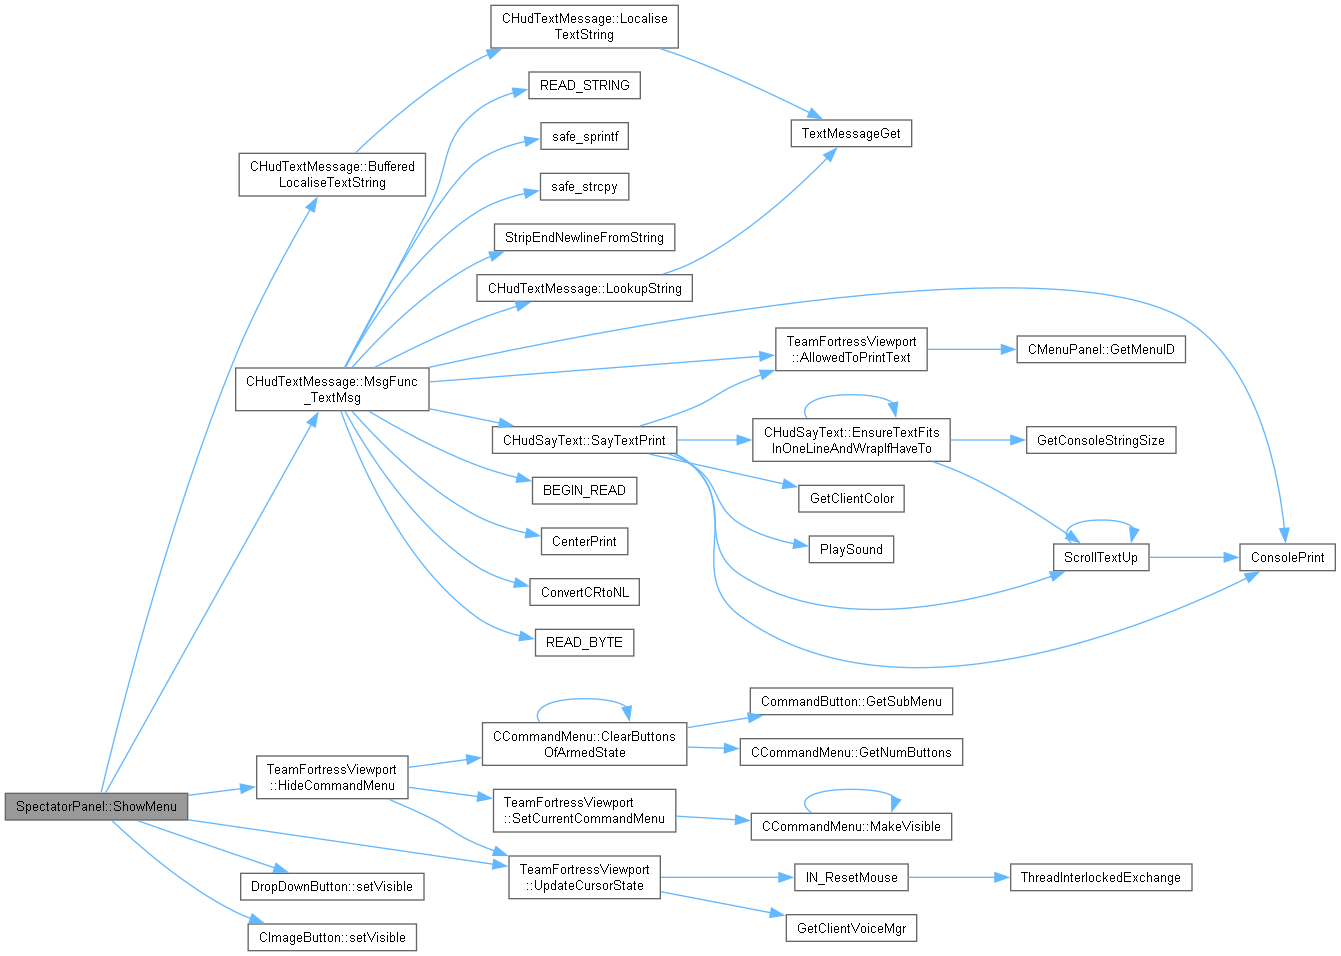 CHudTextMessage::Localise
TextString
READ_STRING
safe_sprintf
TextMessageGet
CHudTextMessage::Buffered
LocaliseTextString
safe_strcpy
StripEndNewlineFromString
CHudTextMessage::LookupString
TeamFortressViewport
::AllowedToPrintText
CMenuPanel::GetMenuID
CHudTextMessage::MsgFunc
_TextMsg
CHudSayText::SayTextPrint
CHudSayText::EnsureTextFits
InOneLineAndWrapIfHaveTo
GetConsoleStringSize
BEGIN_READ
GetClientColor
CenterPrint
PlaySound
ScrollTextUp
ConsolePrint
ConvertCRtoNL
READ_BYTE
CommandButton::GetSubMenu
CCommandMenu::ClearButtons
OfArmedState
CCommandMenu::GetNumButtons
TeamFortressViewport
::HideCommandMenu
SpectatorPanel::ShowMenu
TeamFortressViewport
::SetCurrentCommandMenu
CCommandMenu::MakeVisible
DropDownButton::setVisible
TeamFortressViewport
::UpdateCursorState
IN_ResetMouse
ThreadInterlockedExchange
GetClientVoiceMgr
CImageButton::setVisible